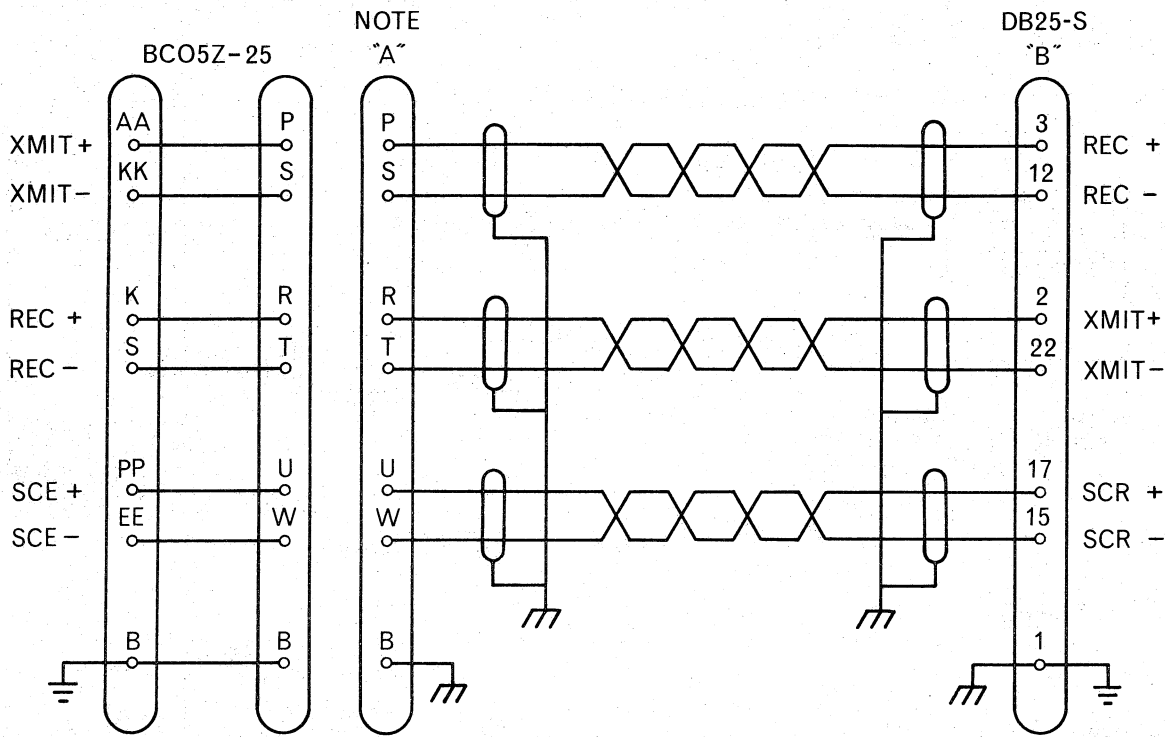 NOTE
DB25-S
BC05Z-25
"A"
"B"
AA P P 3
XMIT+ REC +
KK S S 12
XMIT- REC -
K R R 2
REC + XMIT+
S T T 22
REC - XMIT-
PP U U 17
SCE + SCR +
EE W W 15
SCE - SCR -
B B B 1